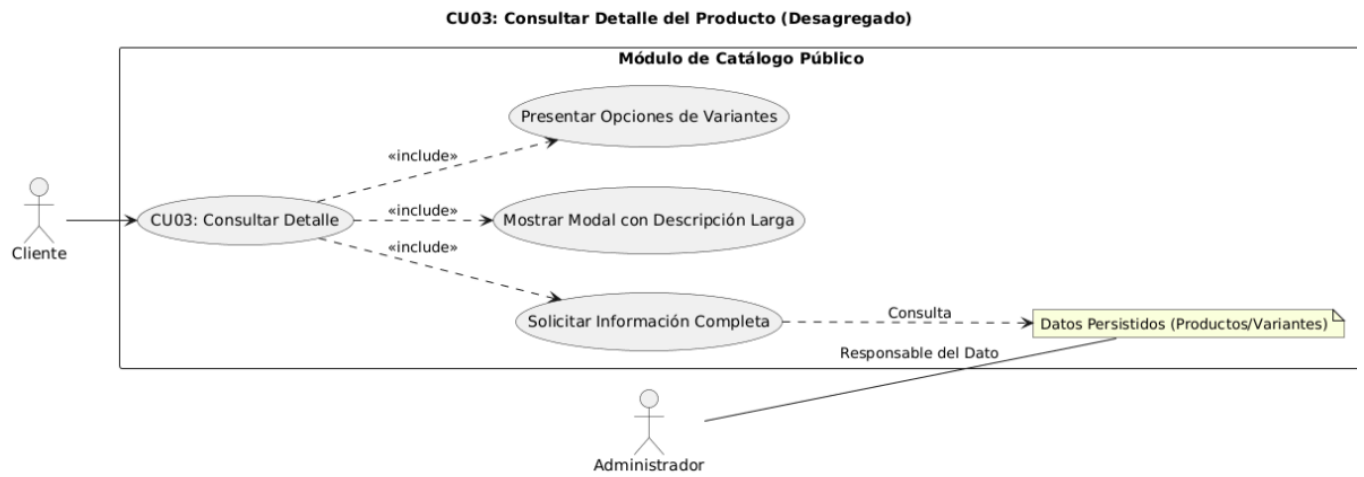 CU03: Consultar Detalle del Producto (Desagregado)
Módulo de Catálogo Público
Presentar Opciones de Variantes
«include»
CU03: Consultar Detalle
«include»
Mostrar Modal con Descripción Larga
«include»
Cliente
Solicitar Información Completa
Consulta
Datos Persistidos (Productos/Variantes)
Responsable del Dato
Administrador